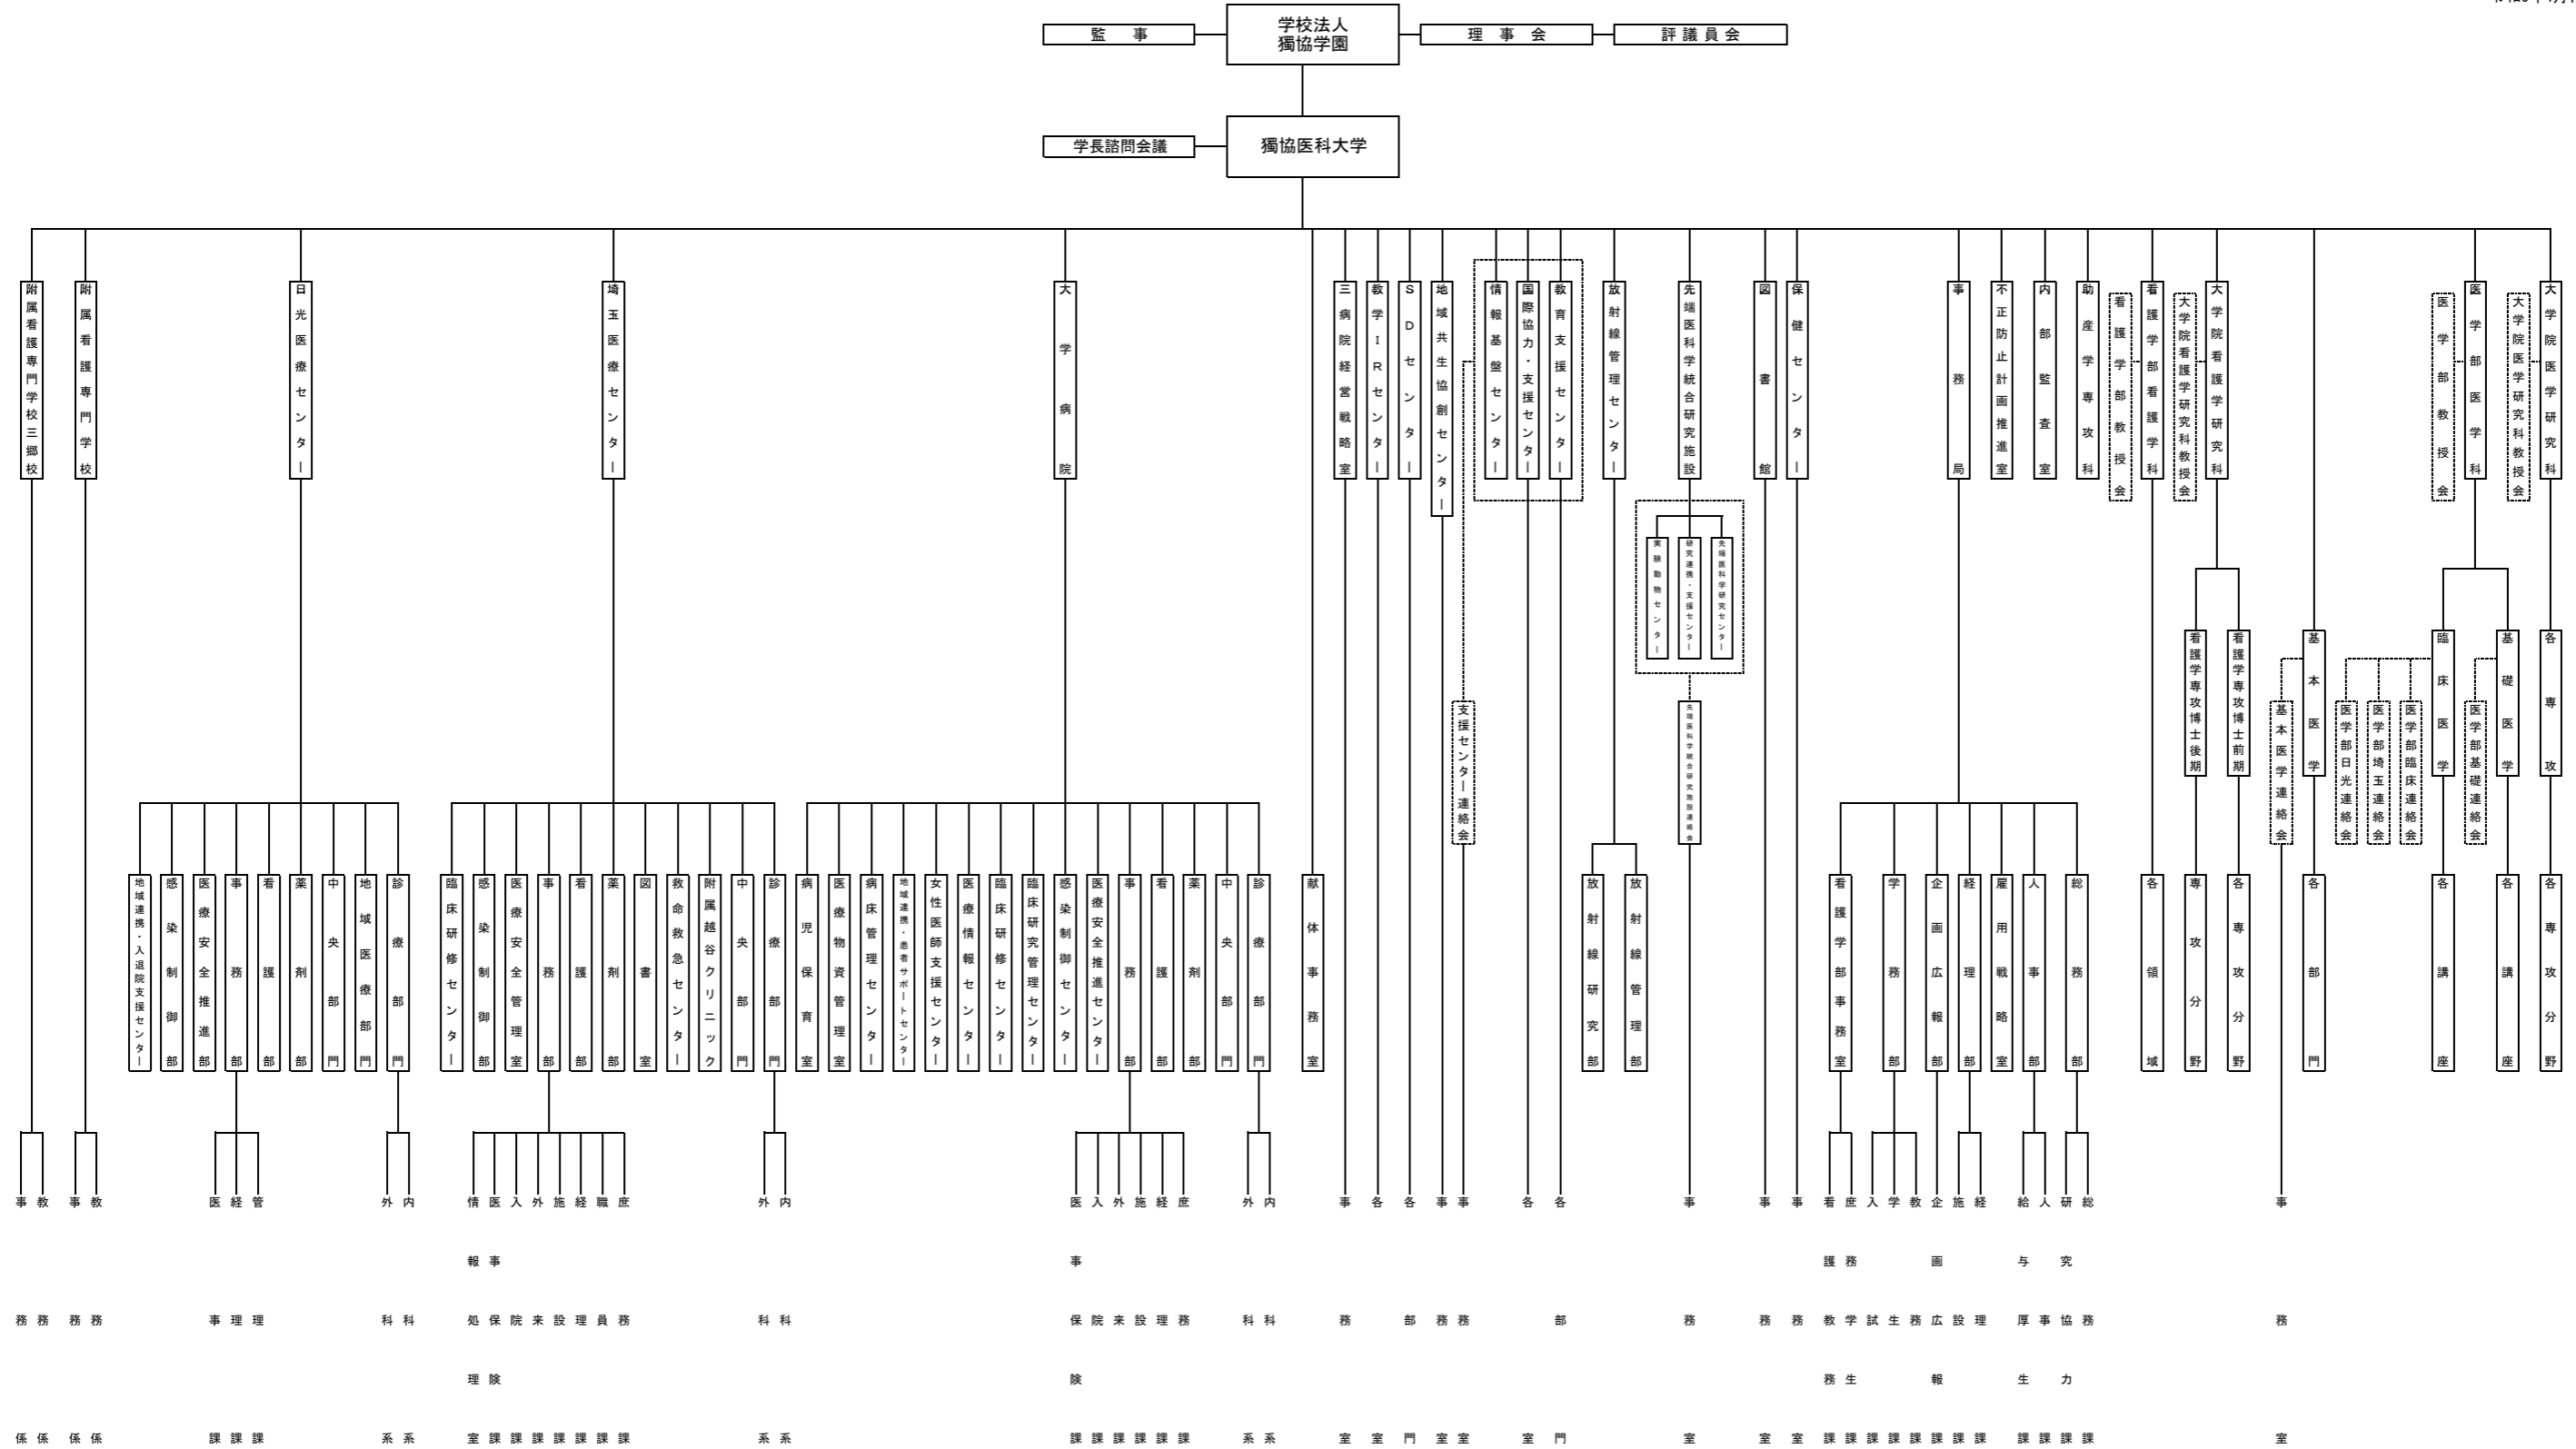 監事
学校法人
獨協学園
理事会
評議員会
学長諮問会議
獨協医科大学
附属看護専門学校三郷校
附属看護専門学校
日光医療センター
埼玉医療センター
大学病院
三病院経営戦略室
教学IRセンター
SDセンター
地域共生協創センター
情報基盤センター
国際協力・支援センター
教育支援センター
放射線管理センター
先端医科学統合研究施設
図書館
保健センター
事務局
不正防止計画推進室
内部監査室
助産学専攻科
看護学部教授会
看護学部看護学科
大学院看護学研究科教授会
大学院看護学研究科
医学部教授会
医学部医学科
大学院医学研究科教授会
大学院医学研究科
実験動物センター
研究連携・支援センター
先端医科学研究センター
看護学専攻博士後期
看護学専攻博士前期
基本医学
臨床医学
基礎医学
各専攻
支援センター連絡会
先端医科学統合研究施設連絡会
基本医学連絡会
医学部日光連絡会
医学部埼玉連絡会
医学部臨床連絡会
医学部基礎連絡会
地域連携・入退院支援センター
感染制御部
医療安全推進部
事務部
看護部
薬剤部
中央部門
地域医療部門
診療部門
臨床研修センター
感染制御部
医療安全管理室
事務部
看護部
薬剤部
図書室
救命救急センター
附属越谷クリニック
中央部門
診療部門
病児保育室
医療物資管理室
病床管理センター
地域連携・患者サポートセンター
女性医師支援センター
医療情報センター
臨床研修センター
臨床研究管理センター
感染制御センター
医療安全推進センター
事務部
看護部
薬剤部
中央部門
診療部門
献体事務室
放射線研究部
放射線管理部
看護学部事務室
学務部
企画広報部
経理部
雇用戦略室
人事部
総務部
各領域
専攻分野
各専攻分野
各部門
各講座
各講座
各専攻分野
事務係
教務係
事務係
教務係
医事課
経理課
管理課
外科系
内科系
情報処理室
医事保険課
入院課
外来課
施設課
経理課
職員課
庶務課
外科系
内科系
医事保険課
入院課
外来課
施設課
経理課
庶務課
外科系
内科系
事務室
各室
各部門
事務室
事務室
各室
各部門
事務室
事務室
事務室
看護教務課
庶務学生課
入試課
学生課
教務課
企画広報課
施設課
経理課
給与厚生課
人事課
研究協力課
総務課
事務室